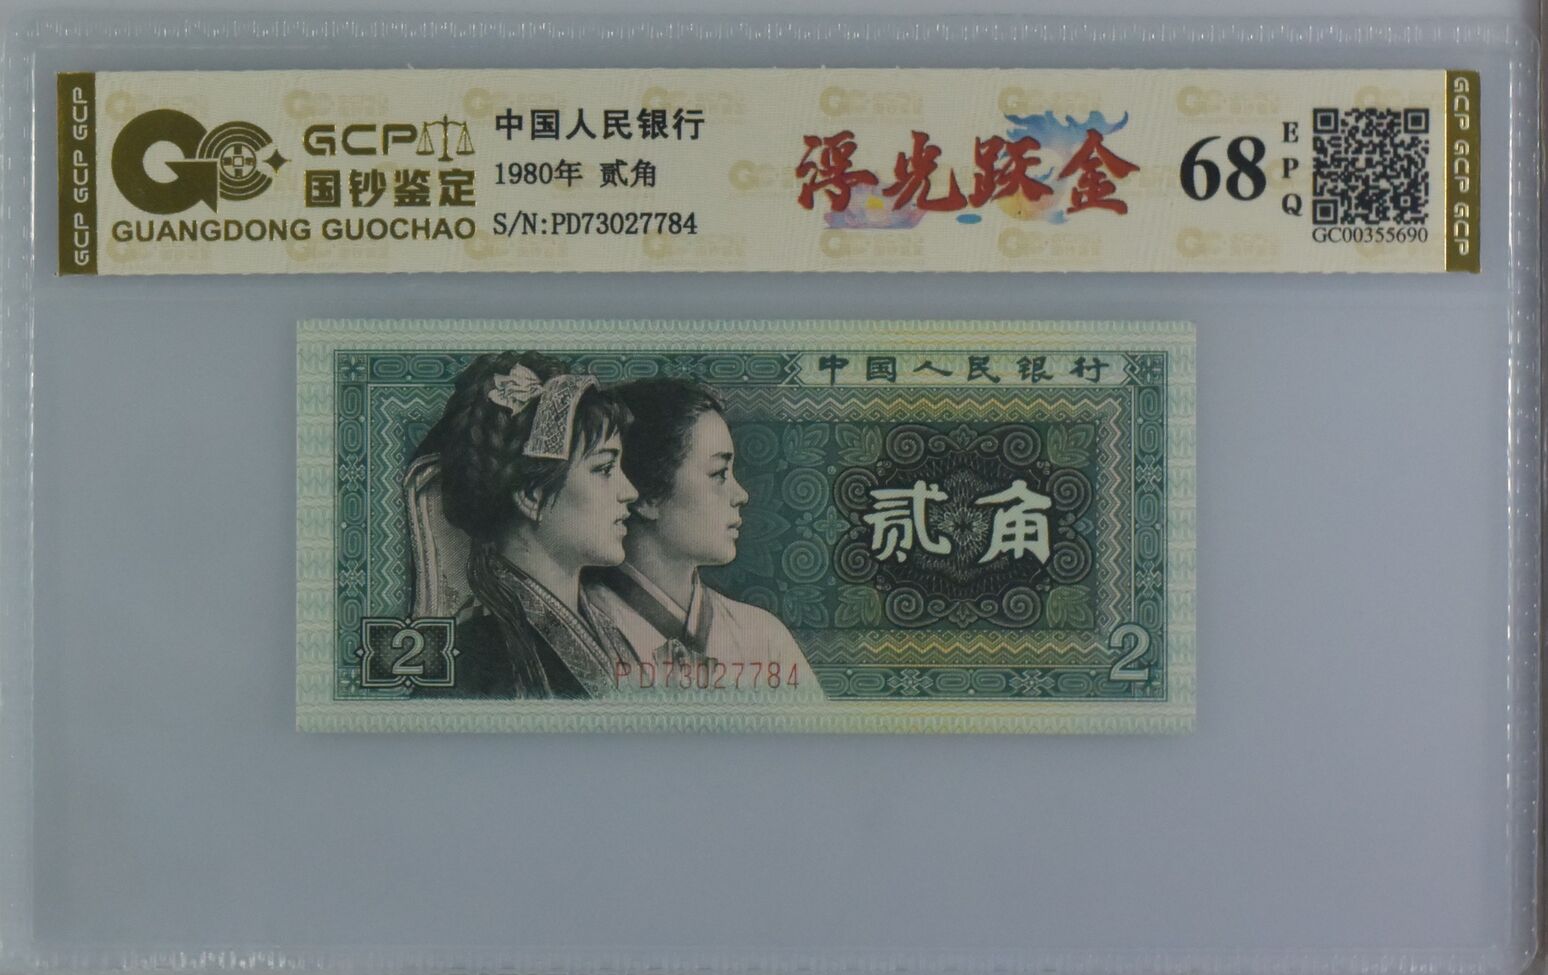 GCP GCP GCP
GCP
国钞鉴定
GUANGDONG GUOCHAO
中国人民银行
1980年 贰角
S/N:PD73027784
浮光跃金
68
EPQ
GC00355690
GCP GCP GCP
中国人民银行
贰角
2
2
PD73027784